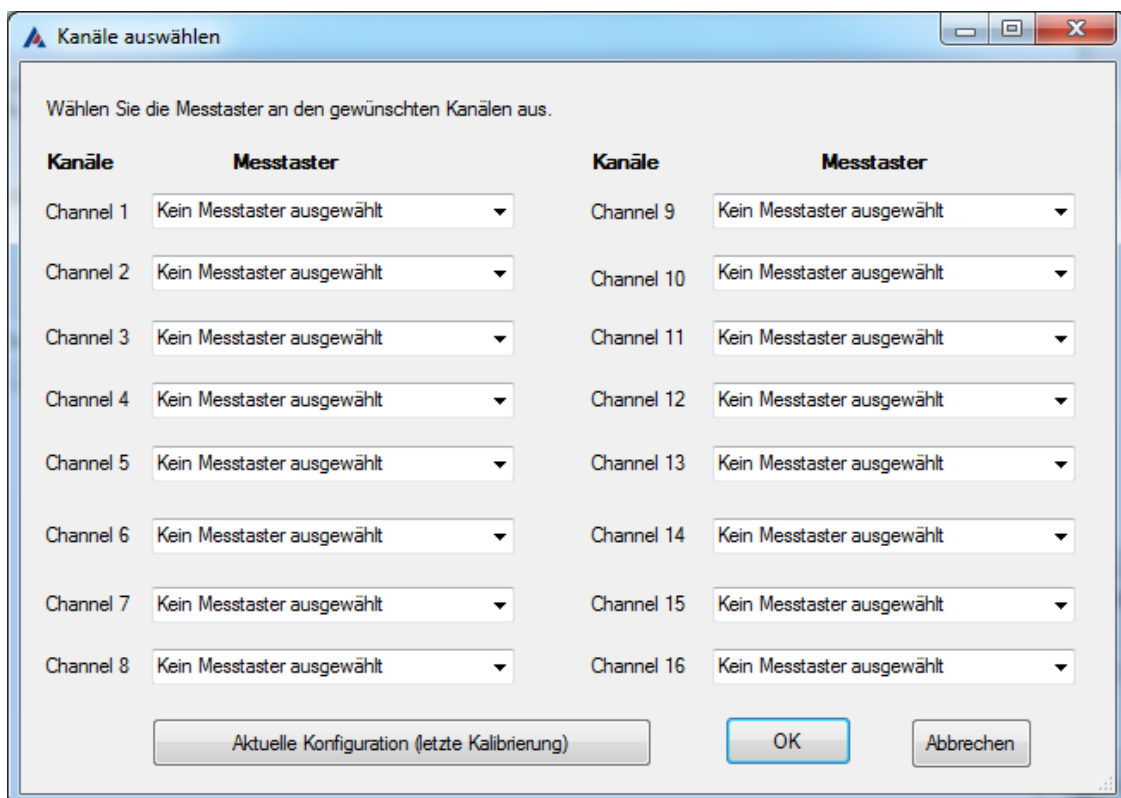 Kanäle auswählen
Wählen Sie die Messtaster an den gewünschten Kanälen aus.
Kanäle Messtaster Kanäle Messtaster
Channel 1 Kein Messtaster ausgewählt Channel 9 Kein Messtaster ausgewählt
Channel 2 Kein Messtaster ausgewählt Channel 10 Kein Messtaster ausgewählt
Channel 3 Kein Messtaster ausgewählt Channel 11 Kein Messtaster ausgewählt
Channel 4 Kein Messtaster ausgewählt Channel 12 Kein Messtaster ausgewählt
Channel 5 Kein Messtaster ausgewählt Channel 13 Kein Messtaster ausgewählt
Channel 6 Kein Messtaster ausgewählt Channel 14 Kein Messtaster ausgewählt
Channel 7 Kein Messtaster ausgewählt Channel 15 Kein Messtaster ausgewählt
Channel 8 Kein Messtaster ausgewählt Channel 16 Kein Messtaster ausgewählt
Aktuelle Konfiguration (letzte Kalibrierung) OK Abbrechen